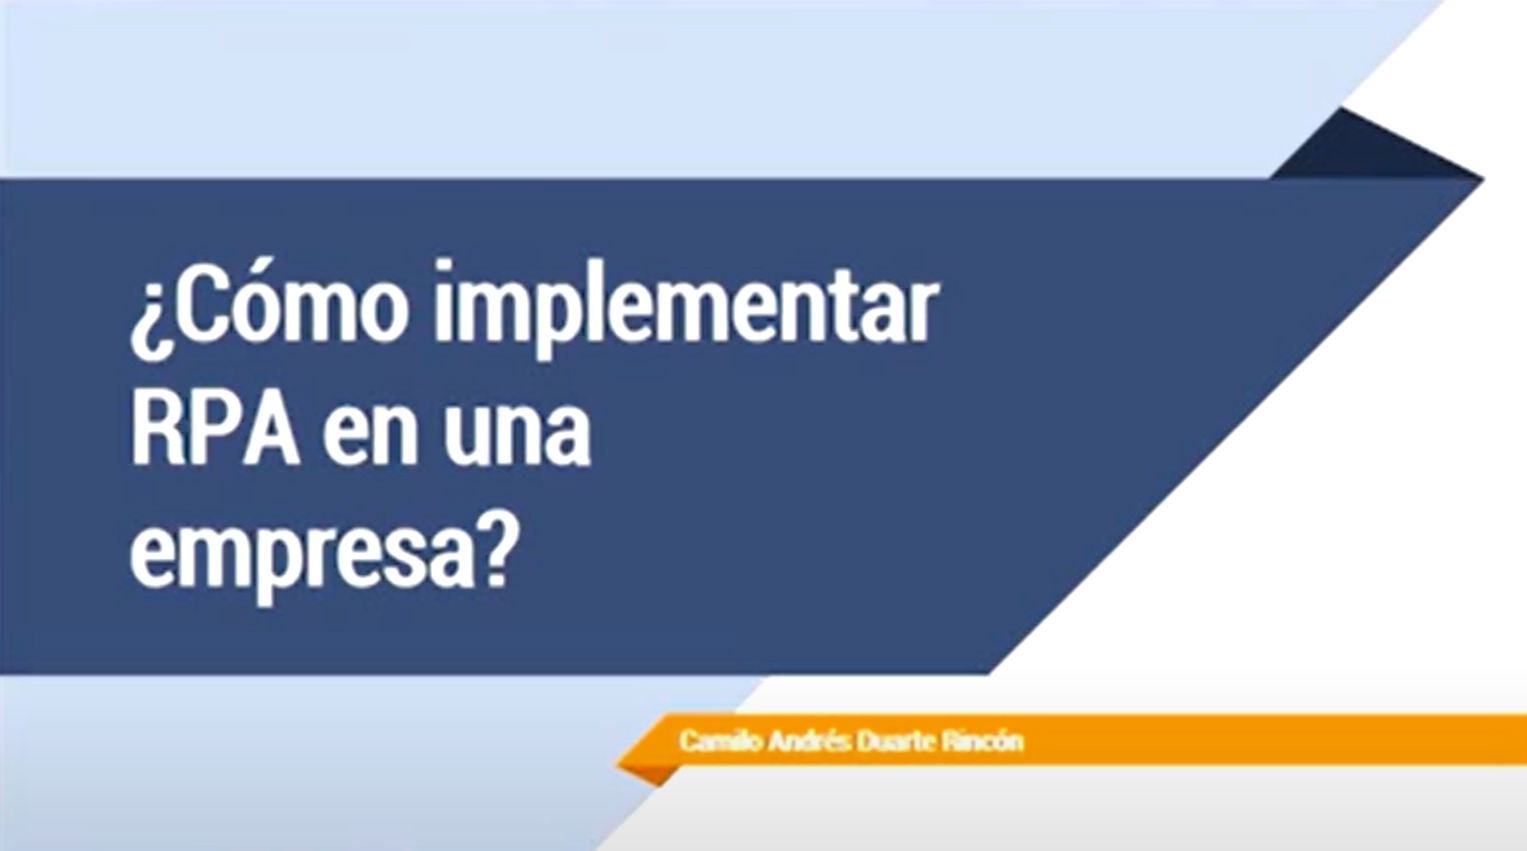 ¿Cómo implementar
RPA en una
empresa?
Camilo Andrés Duarte Rincón